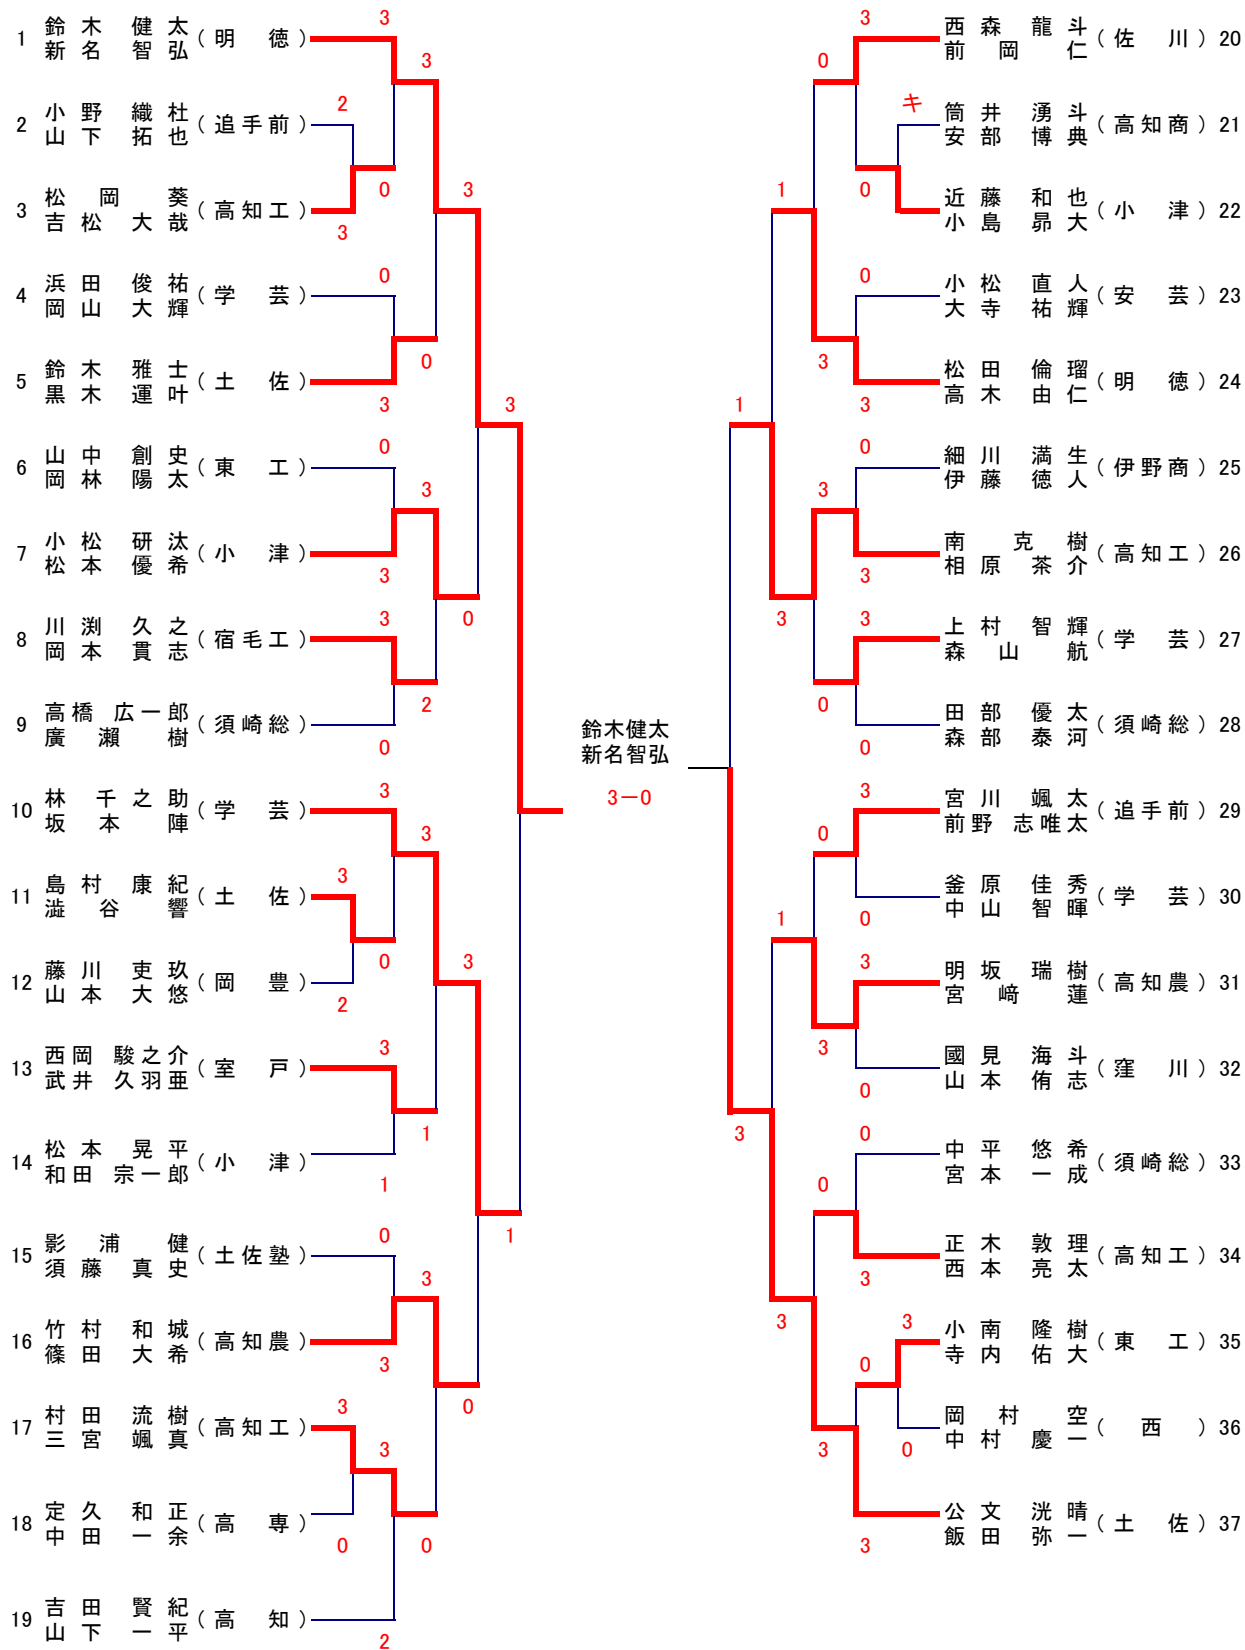 3
1 鈴木 健太 (明 徳)
新名 智弘
3
2
2 小野 織杜 (追手前)
山下 拓也
0
3 松岡 葵 (高知工)
吉松 大哉
3
3
0
4 浜田 俊祐 (学 芸)
岡山 大輝
0
5 鈴木 雅士 (土 佐)
黒木 運叶
3
3
0
6 山中 創史 (東 工)
岡林 陽太
3
7 小松 研汰 (小 津)
松本 優希
3
0
3
8 川渕 久之 (宿毛工)
岡本 貫志
2
9 高橋 広一郎 (須崎総)
廣瀬 樹
0
3
10 林 千之助 (学 芸)
坂本 陣
3
3
11 島村 康紀 (土 佐)
澁谷 響
0
3
12 藤川 吏玖 (岡 豊)
山本 大悠
2
3
13 西岡 駿之介 (室 戸)
武井 久羽亜
1
14 松本 晃平 (小 津)
和田 宗一郎
1
0
1
15 影浦 健 (土佐塾)
須藤 真史
3
16 竹村 和城 (高知農)
篠田 大希
3
0
3
17 村田 流樹 (高知工)
三宮 颯真
3
18 定久 和正 (高 専)
中田 一余
0
0
19 吉田 賢紀 (高 知)
山下 一平
2
鈴木健太
新名智弘
3－0
3
西森 龍斗 (佐 川) 20
前岡 仁
0
キ
筒井 湧斗 (高知商) 21
安部 博典
0
1
近藤 和也 (小 津) 22
小島 昴大
0
小松 直人 (安 芸) 23
大寺 祐輝
3
松田 倫瑠 (明 徳) 24
高木 由仁
3
1
0
細川 満生 (伊野商) 25
伊藤 徳人
3
南 克樹 (高知工) 26
相原 茶介
3
3
3
上村 智輝 (学 芸) 27
森山 航
0
田部 優太 (須崎総) 28
森部 泰河
0
3
宮川 颯太 (追手前) 29
前野 志唯太
0
釜原 佳秀 (学 芸) 30
中山 智暉
0
1
3
明坂 瑞樹 (高知農) 31
宮﨑 蓮
3
國見 海斗 (窪 川) 32
山本 侑志
0
3
0
中平 悠希 (須崎総) 33
宮本 一成
0
正木 敦理 (高知工) 34
西本 亮太
3
3
3
小南 隆樹 (東 工) 35
寺内 佑大
0
岡村 空 (西) 36
中村 慶一
0
3
公文 洸晴 (土 佐) 37
飯田 弥一
3